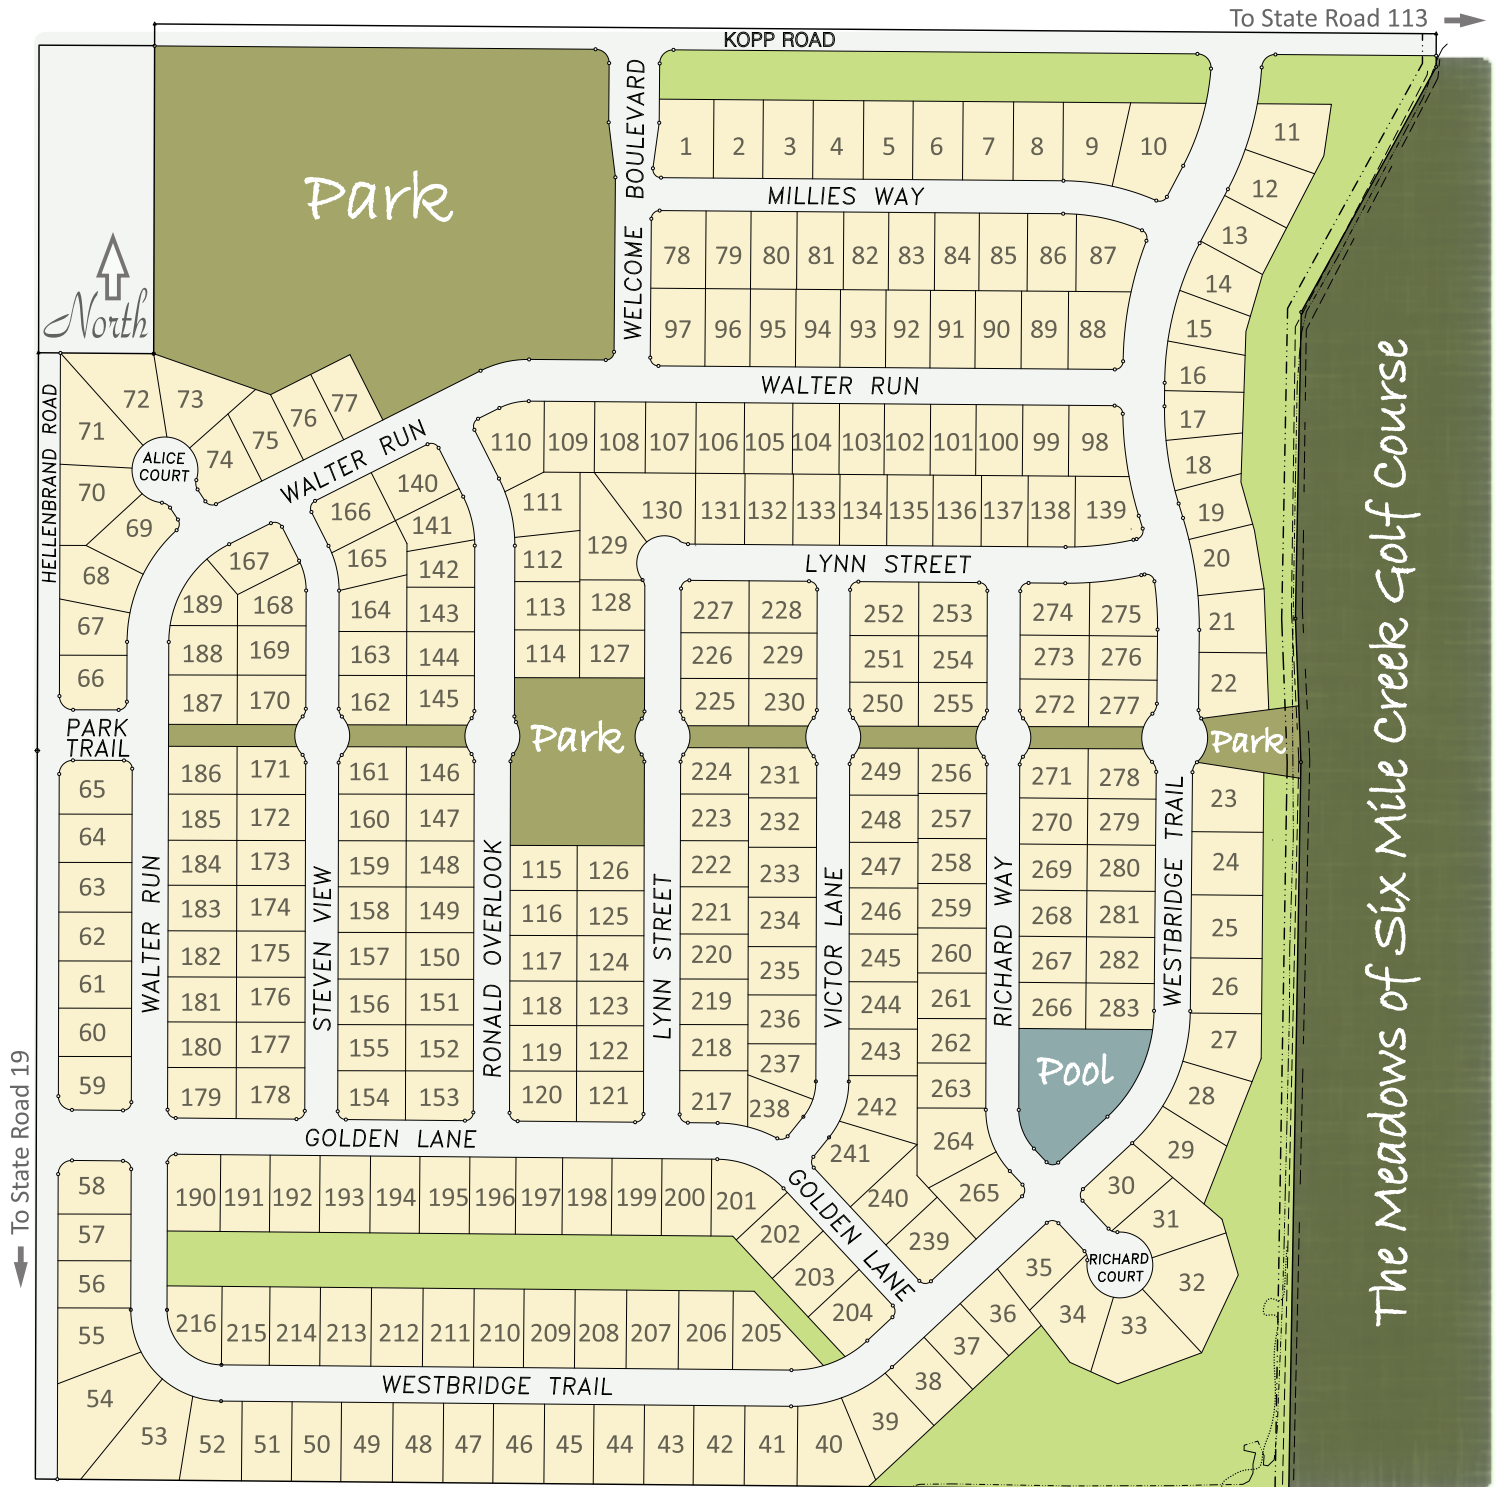 To State Road 113
KOPP ROAD
WELCOME BOULEVARD
Park
North
1 2 3 4 5 6 7 8 9 10 11
MILLIES WAY
12
13
14
15
16
17
18
19
20
21
22
78 79 80 81 82 83 84 85 86 87
97 96 95 94 93 92 91 90 89 88
WALTER RUN
110 109 108 107 106 105 104 103 102 101 100 99 98
111 130 131 132 133 134 135 136 137 138 139
LYNN STREET
HELLENBRAND ROAD
71 72 73 74 75 76 77
ALICE
COURT
WALTER RUN
70
69
68
67
66
PARK
TRAIL
140
166 141
165 142
167
189 168 164 143
188 169 163 144
187 170 162 145
112 129
113 128
114 127
227 228 252 253 274 275
226 229 251 254 273 276
225 230 250 255 272 277
Park
Park
65
64
63
62
61
60
59
WALTER RUN
186 171 161 146
185 172 160 147
184 173 159 148
183 174 158 149
182 175 157 150
181 176 156 151
180 177 155 152
179 178 154 153
STEVEN VIEW
RONALD OVERLOOK
115 126
116 125
117 124
118 123
119 122
120 121
LYNN STREET
224 231 249 256 271 278
223 232 248 257 270 279
222 233 247 258 269 280
221 234 246 259 268 281
220 235 245 260 267 282
219 236 244 261 266 283
218 237 243 262
217 238 242 263
241 264
240 265
239
VICTOR LANE
RICHARD WAY
Pool
WESTBRIDGE TRAIL
23
24
25
26
27
28
29
30
31
32
33
34
35
36
37
38
39
RICHARD
COURT
The Meadows of Six Mile Creek Golf Course
To State Road 19
GOLDEN LANE
GOLDEN LANE
58
57
56
55
54
53
190 191 192 193 194 195 196 197 198 199 200 201
202
203
204
216 215 214 213 212 211 210 209 208 207 206 205
WESTBRIDGE TRAIL
52 51 50 49 48 47 46 45 44 43 42 41 40